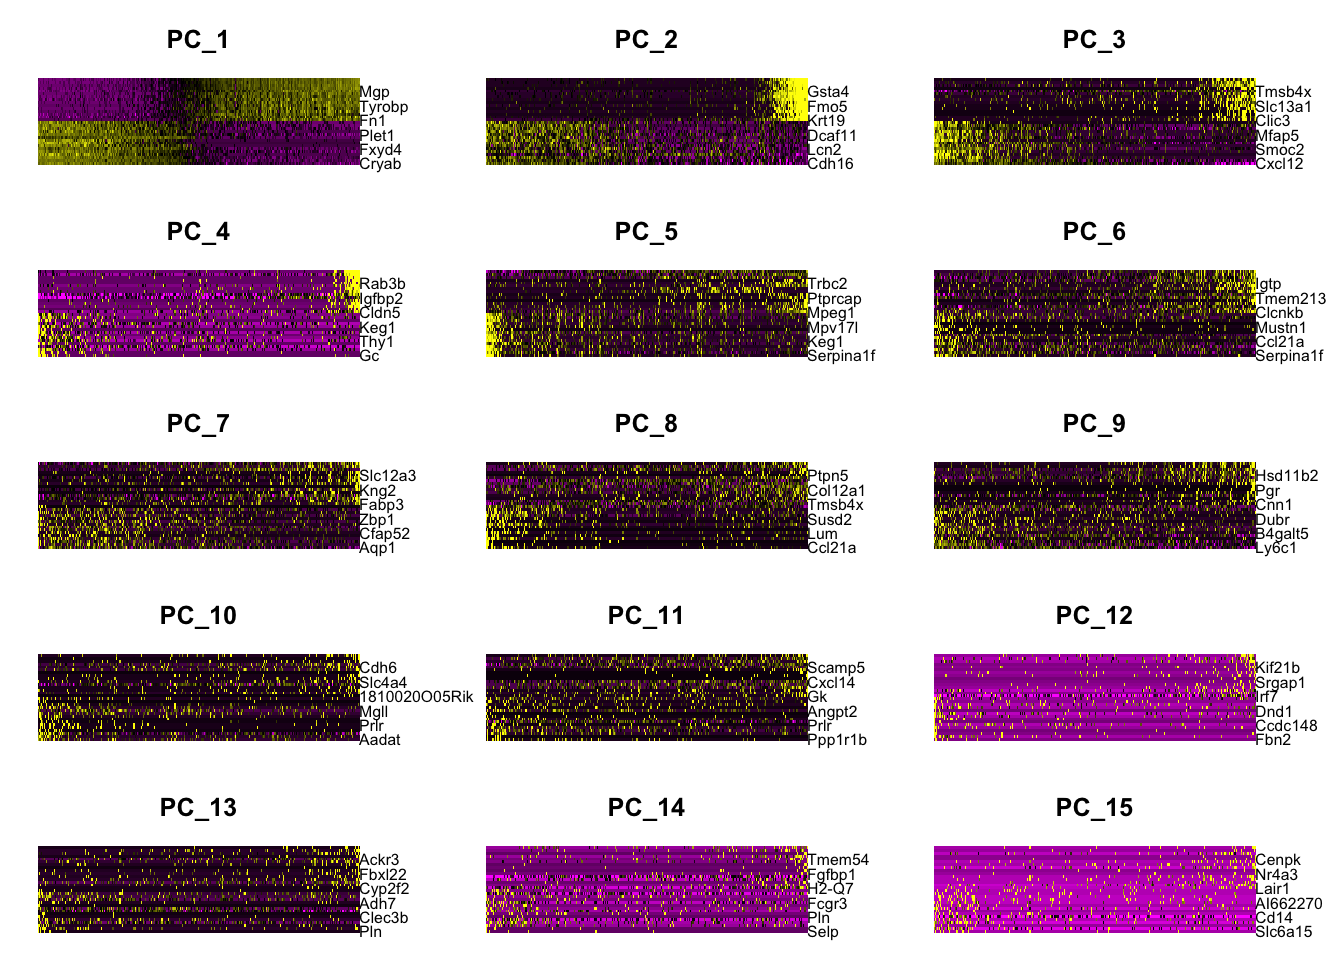 PC_1
Mgp
Tyrobp
Fn1
Plet1
Fxyd4
Cryab
PC_2
Gsta4
Fmo5
Krt19
Dcaf11
Lcn2
Cdh16
PC_3
Tmsb4x
Slc13a1
Clic3
Mfap5
Smoc2
Cxcl12
PC_4
Rab3b
Igfbp2
Cldn5
Keg1
Thy1
Gc
PC_5
Trbc2
Ptprcap
Mpeg1
Mpv17l
Keg1
Serpina1f
PC_6
Igtp
Tmem213
Clcnkb
Mustn1
Ccl21a
Serpina1f
PC_7
Slc12a3
Kng2
Fabp3
Zbp1
Cfap52
Aqp1
PC_8
Ptpn5
Col12a1
Tmsb4x
Susd2
Lum
Ccl21a
PC_9
Hsd11b2
Pgr
Cnn1
Dubr
B4galt5
Ly6c1
PC_10
Cdh6
Slc4a4
1810020O05Rik
Mgll
Prlr
Aadat
PC_11
Scamp5
Cxcl14
Gk
Angpt2
Prlr
Ppp1r1b
PC_12
Kif21b
Srgap1
Irf7
Dnd1
Ccdc148
Fbn2
PC_13
Ackr3
Fbxl22
Cyp2f2
Adh7
Clec3b
Pln
PC_14
Tmem54
Fgfbp1
H2-Q7
Fcgr3
Pln
Selp
PC_15
Cenpk
Nr4a3
Lair1
AI662270
Cd14
Slc6a15